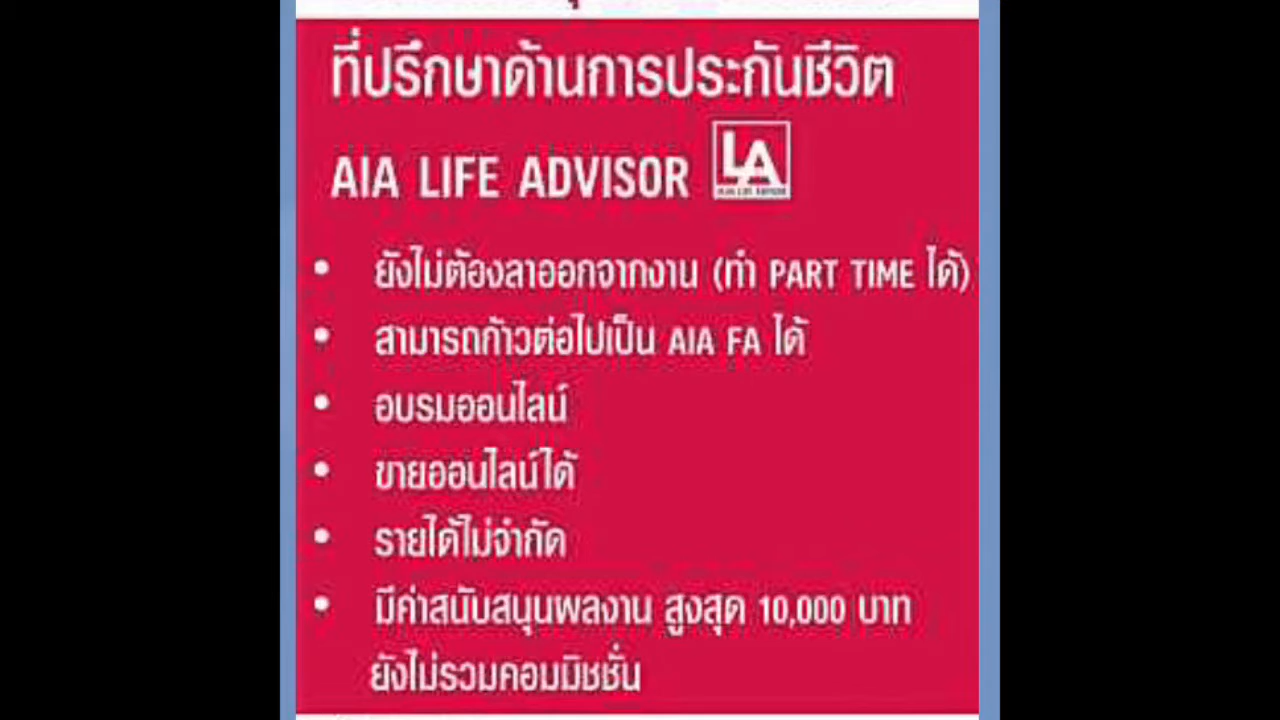 ที่ปรึกษาด้านการประกันชีวิต
AIA LIFE ADVISOR LA
AIA LIFE ADVISOR
• ยังไม่ต้องลาออกจากงาน (ทำ PART TIME ได้)
• สามารถก้าวต่อไปเป็น AIA FA ได้
• อบรมออนไลน์
• ขายออนไลน์ได้
• รายได้ไม่จำกัด
• มีค่าสนับสนุนผลงาน สูงสุด 10,000 บาท
ยังไม่รวมคอมมิชชั่น